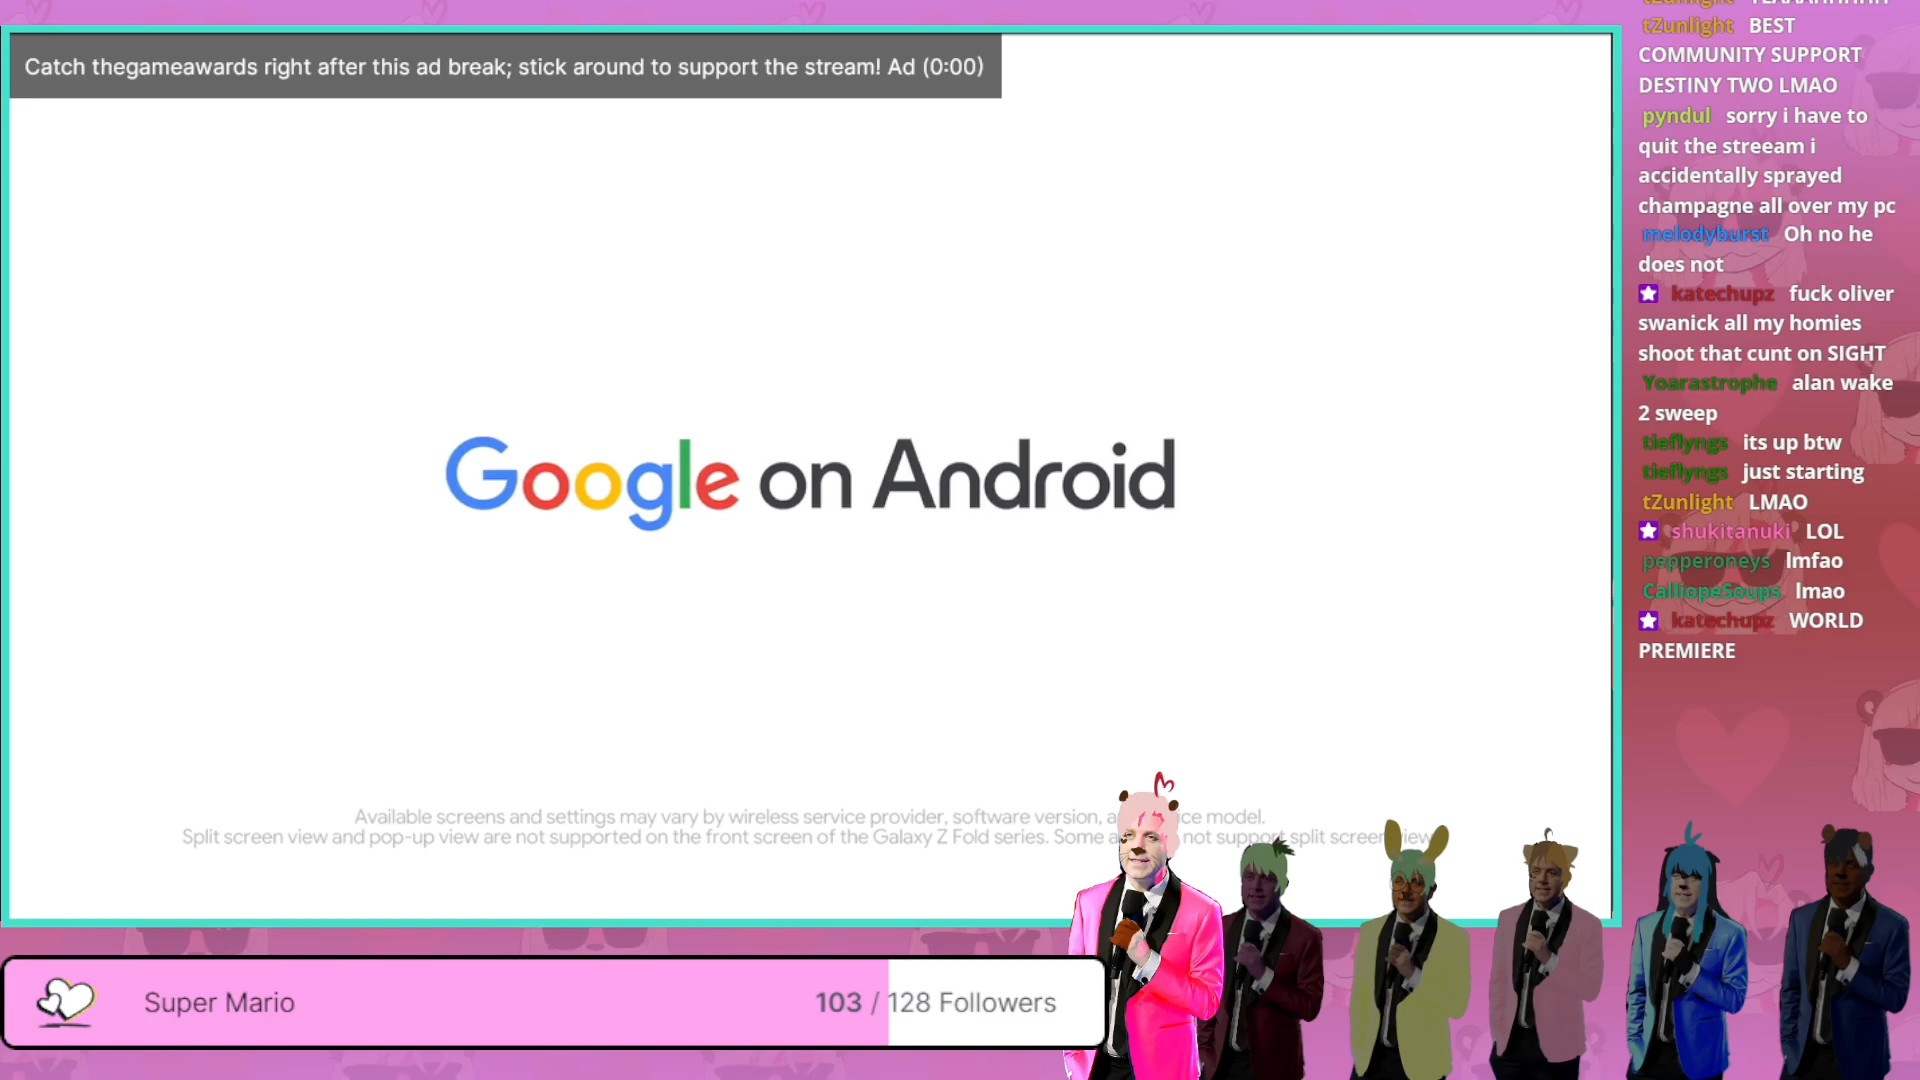 Catch thegameawards right after this ad break; stick around to support the stream! Ad (0:00)
Google on Android
Available screens and settings may vary by wireless service provider, software version, a ce model.
Split screen view and pop-up view are not supported on the front screen of the Galaxy Z Fold series. Some a not support split screen view
Super Mario
103 / 128 Followers
tZunlight BEST
COMMUNITY SUPPORT
DESTINY TWO LMAO
pyndul sorry i have to
quit the streeam i
accidentally sprayed
champagne all over my pc
melodyburst Oh no he
does not
katechupz fuck oliver
swanick all my homies
shoot that cunt on SIGHT
Yoarastrophe alan wake
2 sweep
tieflyngs its up btw
tieflyngs just starting
tZunlight LMAO
shukitanuki LOL
pepperoneys lmfao
CalliopeSoups lmao
katechupz WORLD
PREMIERE